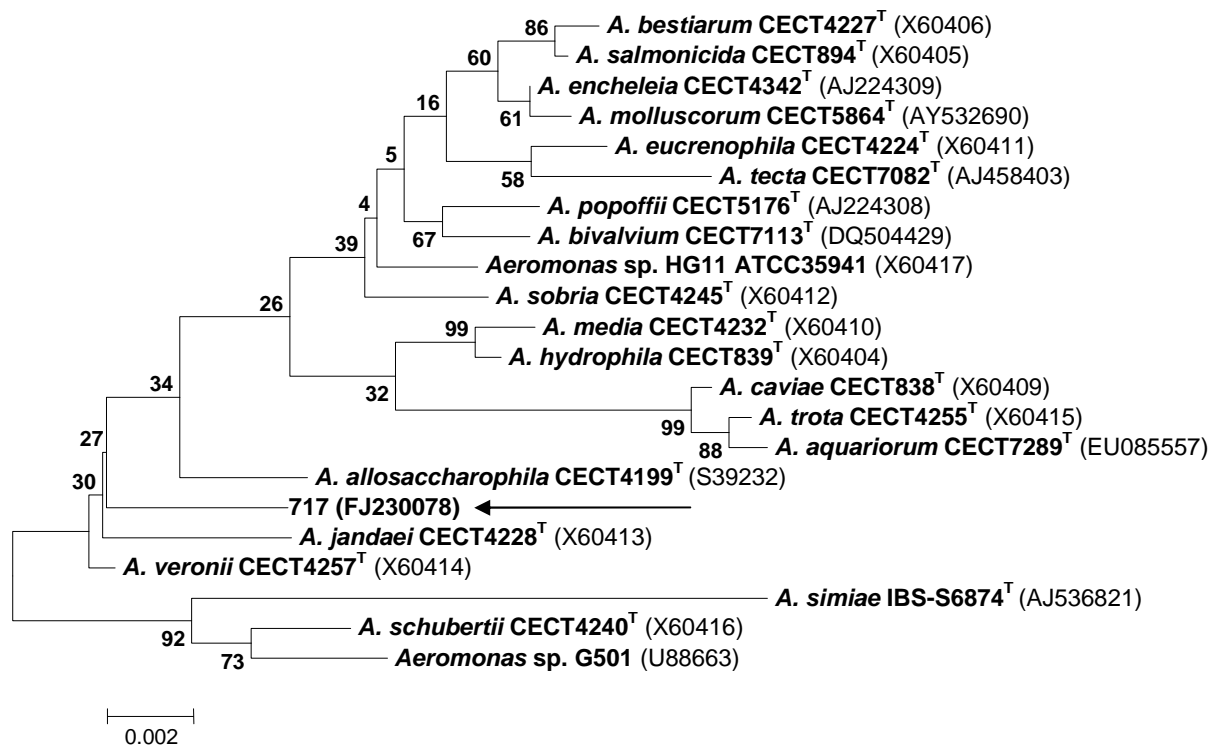 86 A. bestiarum CECT4227T (X60406)
A. salmonicida CECT894T (X60405)
60
A. encheleia CECT4342T (AJ224309)
16
61 A. molluscorum CECT5864T (AY532690)
A. eucrenophila CECT4224T (X60411)
5
58 A. tecta CECT7082T (AJ458403)
4 A. popoffii CECT5176T (AJ224308)
67 A. bivalvium CECT7113T (DQ504429)
39
Aeromonas sp. HG11 ATCC35941 (X60417)
26 A. sobria CECT4245T (X60412)
99 A. media CECT4232T (X60410)
A. hydrophila CECT839T (X60404)
34 32 A. caviae CECT838T (X60409)
A. trota CECT4255T (X60415)
99
27 88 A. aquariorum CECT7289T (EU085557)
A. allosaccharophila CECT4199T (S39232)
30
717 (FJ230078)
A. jandaei CECT4228T (X60413)
A. veronii CECT4257T (X60414)
A. simiae IBS-S6874T (AJ536821)
92 A. schubertii CECT4240T (X60416)
73 Aeromonas sp. G501 (U88663)
0.002